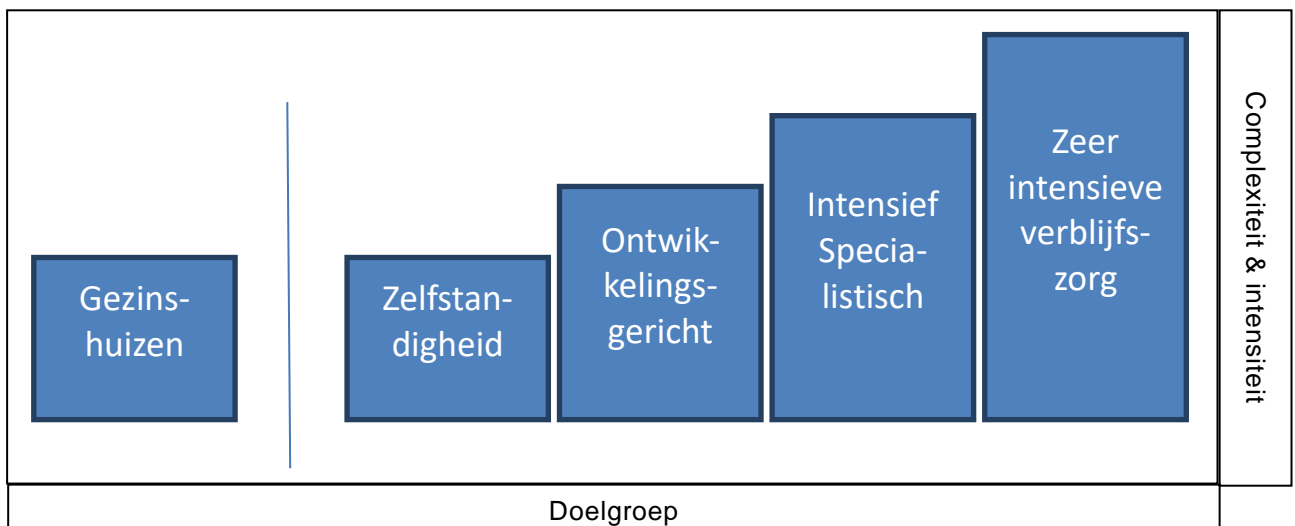 Gezins-
huizen
Zelfstan-
digheid
Ontwik-
kelings-
gericht
Intensief
Specia-
listisch
Zeer
intensieve
verblijfs-
zorg
Complexiteit & intensiteit
Doelgroep